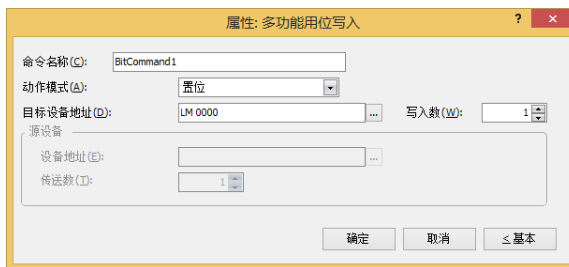 属性: 多功能用位写入 ? ×
命令名称(C): BitCommand1
动作模式(A): 置位
目标设备地址(D): LM 0000 ... 写入数(W): 1
源设备
设备地址(E): ...
传送数(T): 1
确定 取消 ≤基本